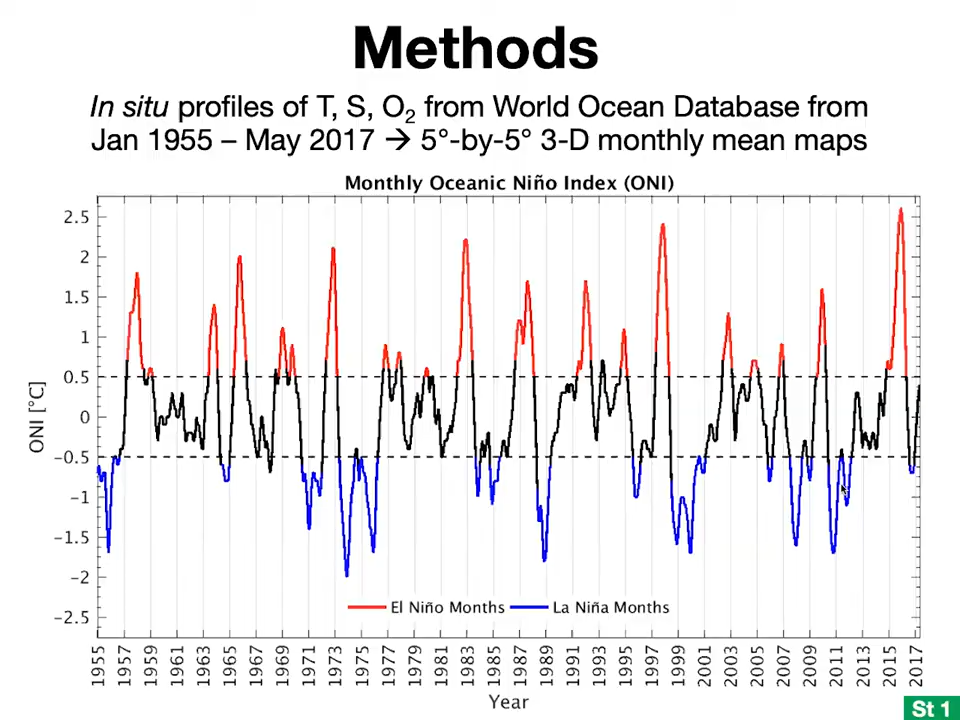 Methods
In situ profiles of T, S, O₂ from World Ocean Database from
Jan 1955 – May 2017 → 5°-by-5° 3-D monthly mean maps
Monthly Oceanic Niño Index (ONI)
2.5
2
1.5
1
0.5
0
−0.5
−1
−1.5
−2
−2.5
ONI [°C]
El Niño Months
La Niña Months
1955 1957 1959 1961 1963 1965 1967 1969 1971 1973 1975 1977 1979 1981 1983 1985 1987 1989 1991 1993 1995 1997 1999 2001 2003 2005 2007 2009 2011 2013 2015 2017
Year
St 1